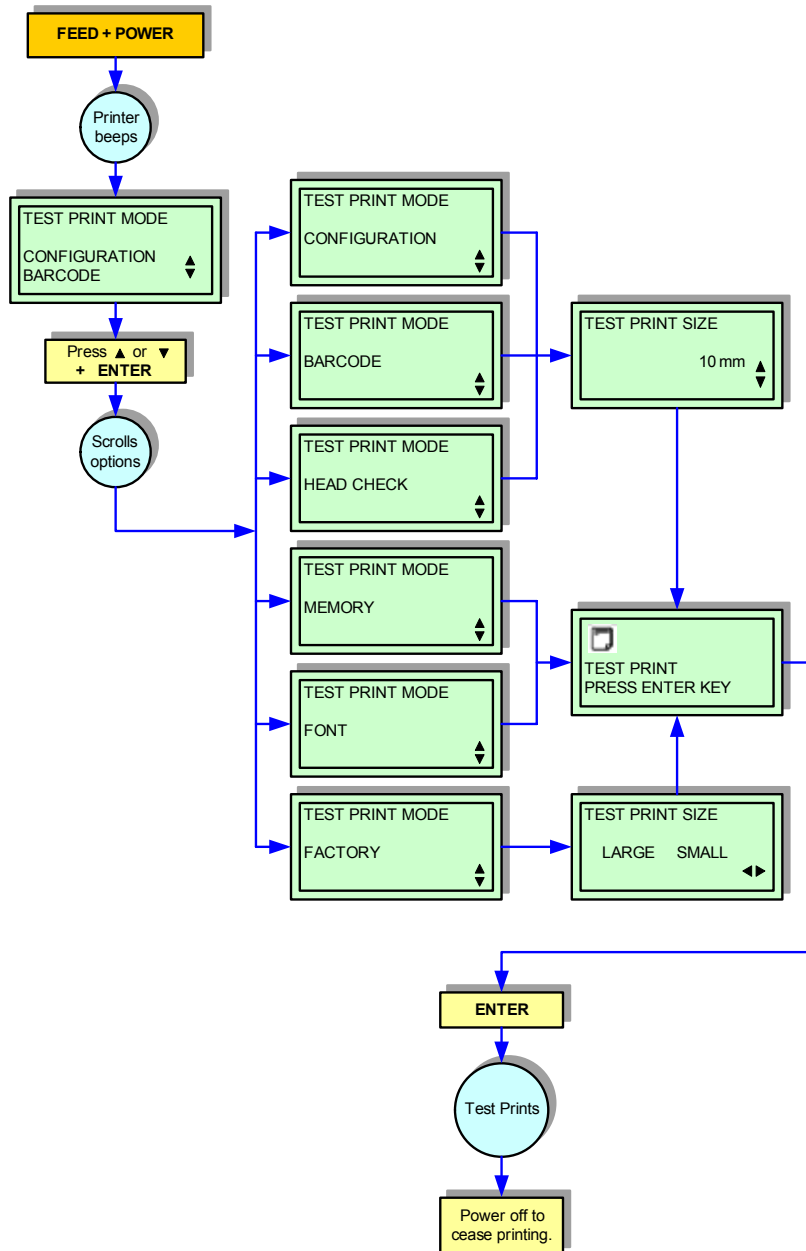 FEED + POWER
Printer
beeps
TEST PRINT MODE
CONFIGURATION
BARCODE
▲
▼
Press ▲ or ▼
+ ENTER
Scrolls
options
TEST PRINT MODE
CONFIGURATION
▲
▼
TEST PRINT MODE
BARCODE
▲
▼
TEST PRINT MODE
HEAD CHECK
▲
▼
TEST PRINT MODE
MEMORY
▲
▼
TEST PRINT MODE
FONT
▲
▼
TEST PRINT MODE
FACTORY
▲
▼
TEST PRINT SIZE
10 mm
▲
▼
TEST PRINT
PRESS ENTER KEY
TEST PRINT SIZE
LARGE SMALL
◀▶
ENTER
Test Prints
Power off to
cease printing.